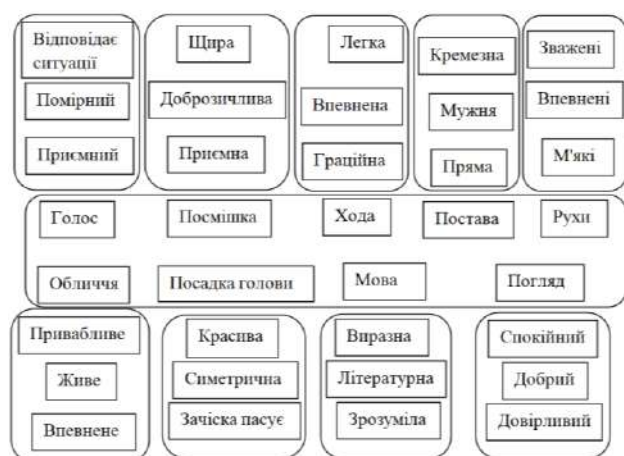 Відповідає
ситуації
Помірний
Приємний
Щира
Доброзичлива
Приємна
Легка
Впевнена
Граційна
Кремезна
Мужня
Пряма
Зважені
Впевнені
М'які
Голос
Посмішка
Хода
Постава
Рухи
Обличчя
Посадка голови
Мова
Погляд
Привабливе
Живе
Впевнене
Красива
Симетрична
Зачіска пасує
Виразна
Літературна
Зрозуміла
Спокійний
Добрий
Довірливий